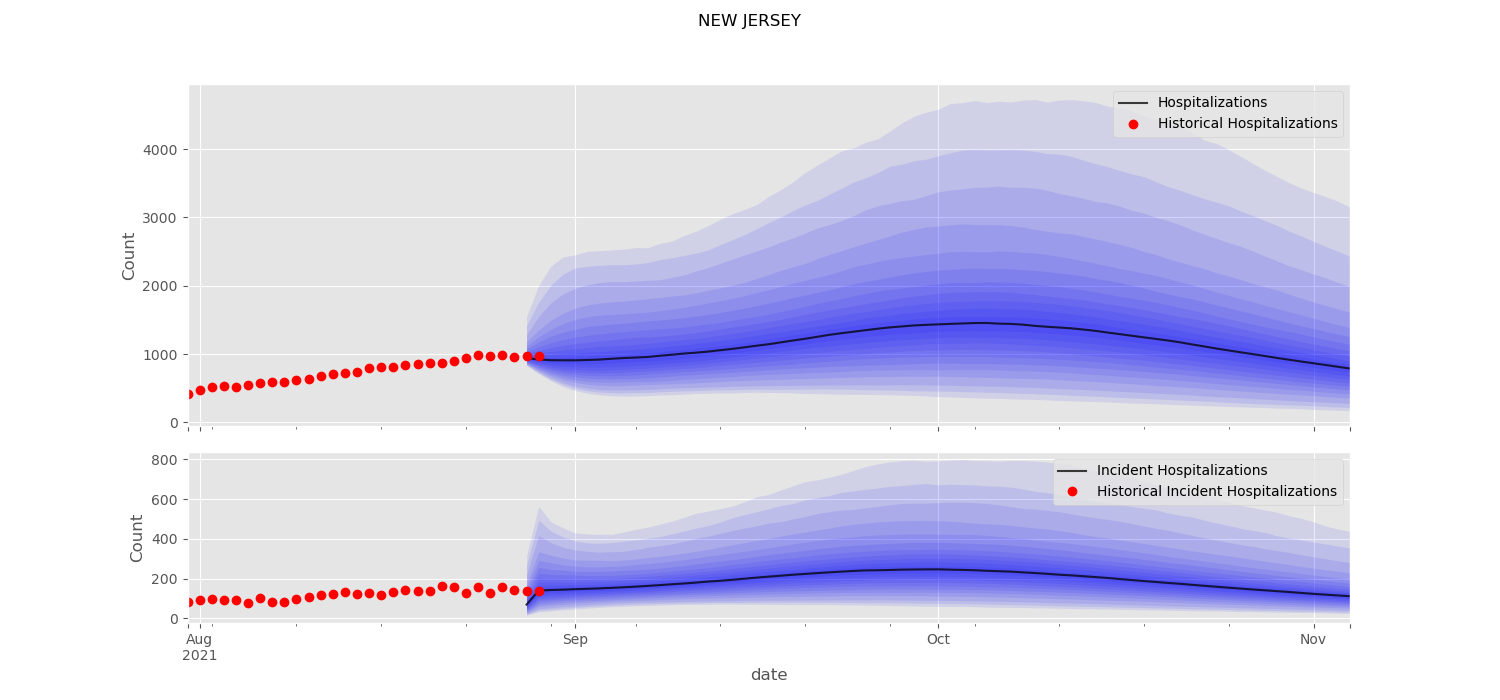 NEW JERSEY
Hospitalizations
Historical Hospitalizations
4000
3000
2000
1000
0
Count
Incident Hospitalizations
Historical Incident Hospitalizations
800
600
400
200
0
Count
Aug
2021
Sep
Oct
Nov
date